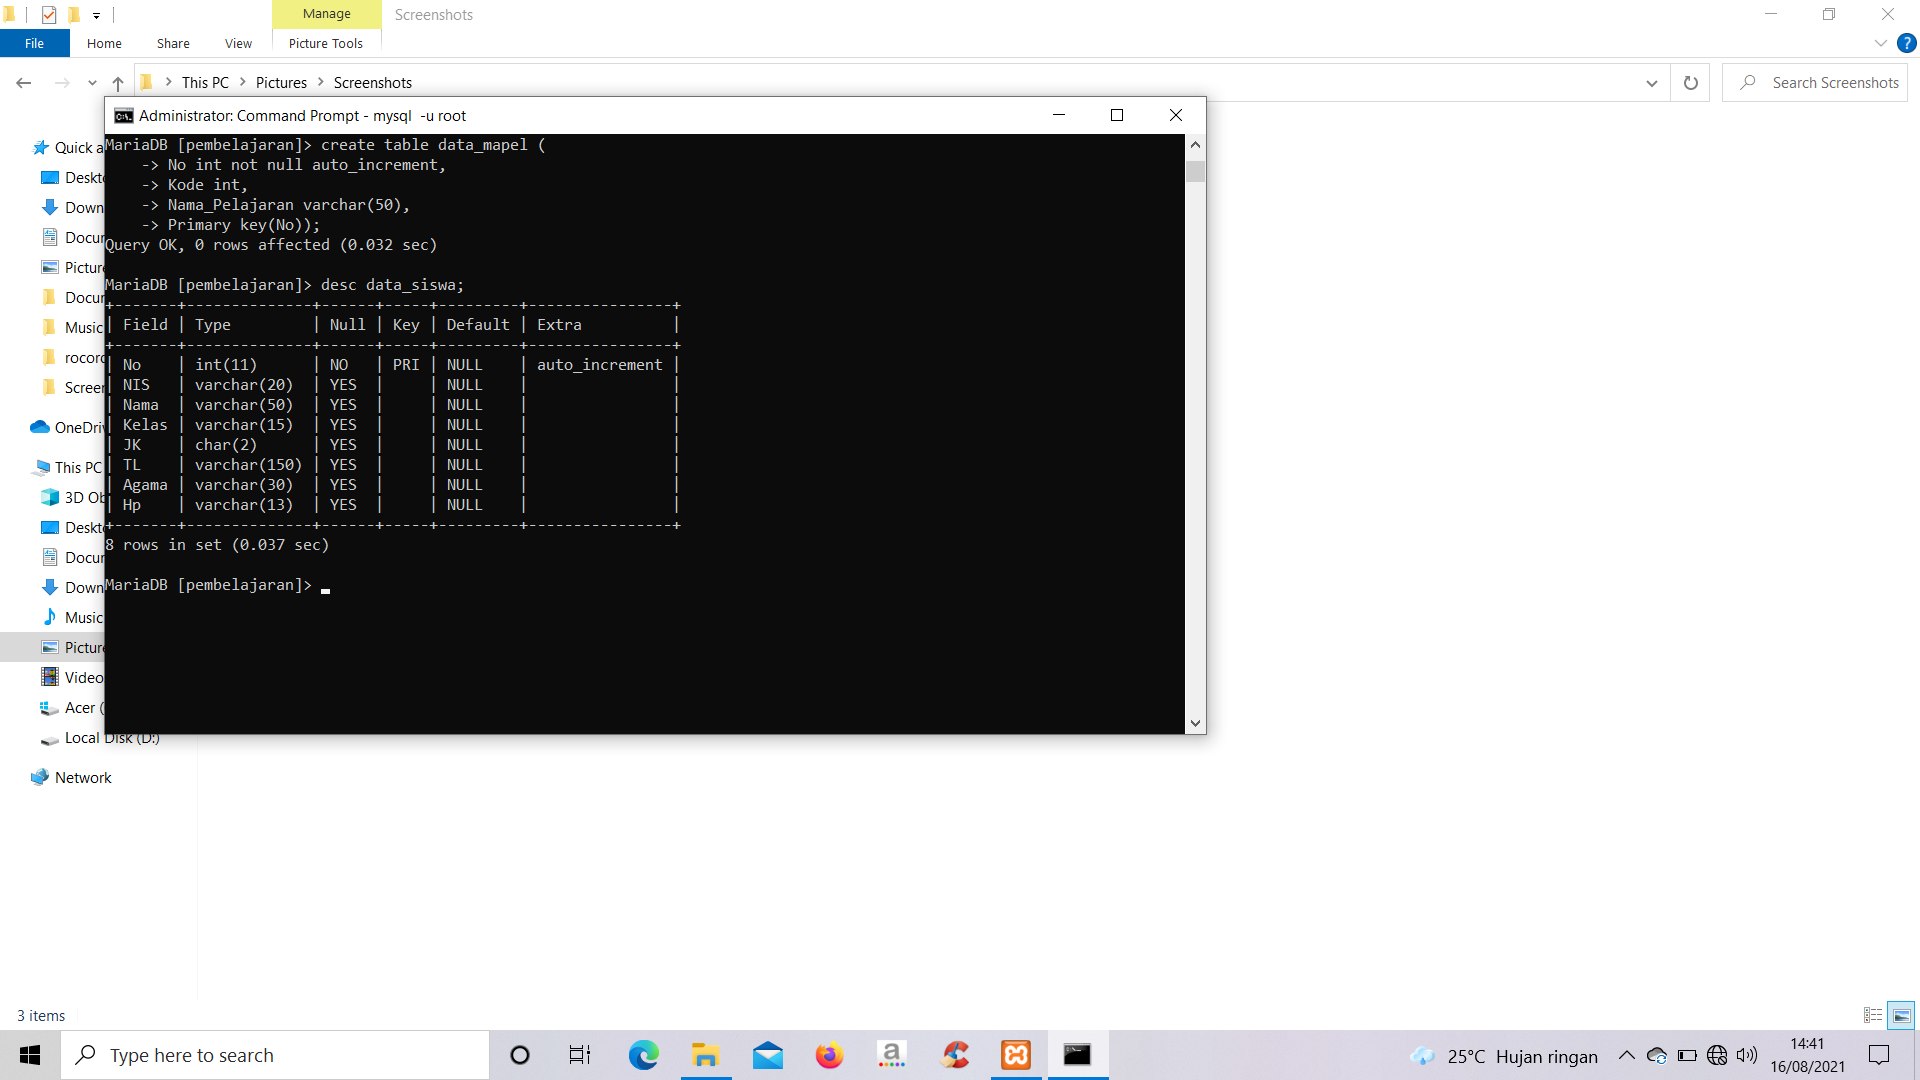 Manage
Screenshots
File
Home
Share
View
Picture Tools
This PC > Pictures > Screenshots
Search Screenshots
Administrator: Command Prompt - mysql  -u root
MariaDB [pembelajaran]> create table data_mapel (
    -> No int not null auto_increment,
    -> Kode int,
    -> Nama_Pelajaran varchar(50),
    -> Primary key(No));
Query OK, 0 rows affected (0.032 sec)
MariaDB [pembelajaran]> desc data_siswa;
+-------+--------------+------+-----+---------+----------------+
| Field | Type         | Null | Key | Default | Extra          |
+-------+--------------+------+-----+---------+----------------+
| No    | int(11)      | NO   | PRI | NULL    | auto_increment |
| NIS   | varchar(20)  | YES  |     | NULL    |                |
| Nama  | varchar(50)  | YES  |     | NULL    |                |
| Kelas | varchar(15)  | YES  |     | NULL    |                |
| JK    | char(2)      | YES  |     | NULL    |                |
| TL    | varchar(150) | YES  |     | NULL    |                |
| Agama | varchar(30)  | YES  |     | NULL    |                |
| Hp    | varchar(13)  | YES  |     | NULL    |                |
+-------+--------------+------+-----+---------+----------------+
8 rows in set (0.037 sec)
MariaDB [pembelajaran]>
Quick a
Deskt
Down
Docu
Pictur
Docu
Music
rocor
Screer
OneDri
This PC
3D Ob
Deskt
Docu
Down
Music
Pictur
Video
Acer (
Local Disk (D:)
Network
3 items
Type here to search
25°C Hujan ringan
14:41
16/08/2021